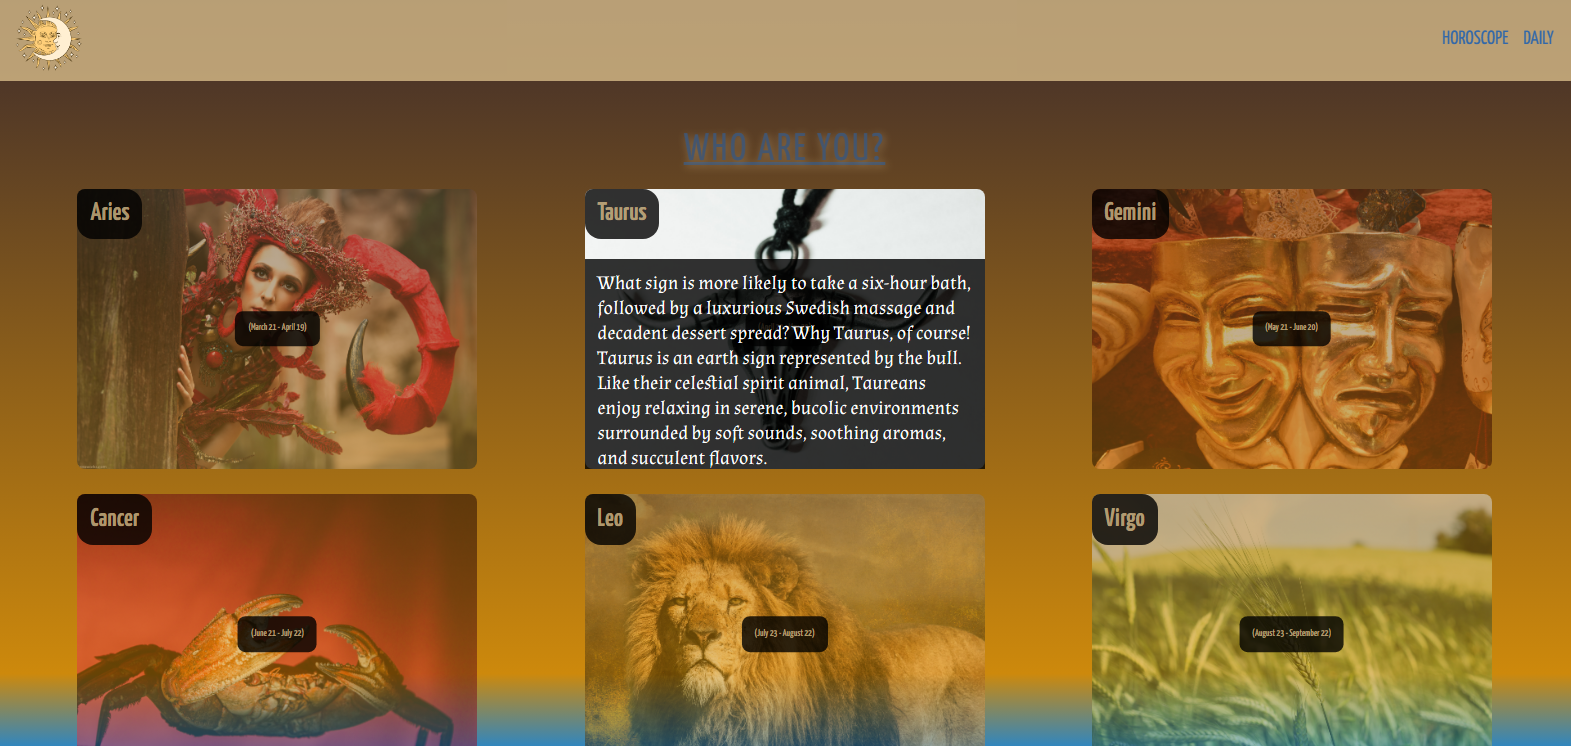 HOROSCOPE DAILY
WHO ARE YOU?
Aries
(March 21 - April 19)
Taurus
What sign is more likely to take a six-hour bath,
followed by a luxurious Swedish massage and
decadent dessert spread? Why Taurus, of course!
Taurus is an earth sign represented by the bull.
Like their celestial spirit animal, Taureans
enjoy relaxing in serene, bucolic environments
surrounded by soft sounds, soothing aromas,
and succulent flavors.
Gemini
(May 21 - June 20)
Cancer
(June 21 - July 22)
Leo
(July 23 - August 22)
Virgo
(August 23 - September 22)